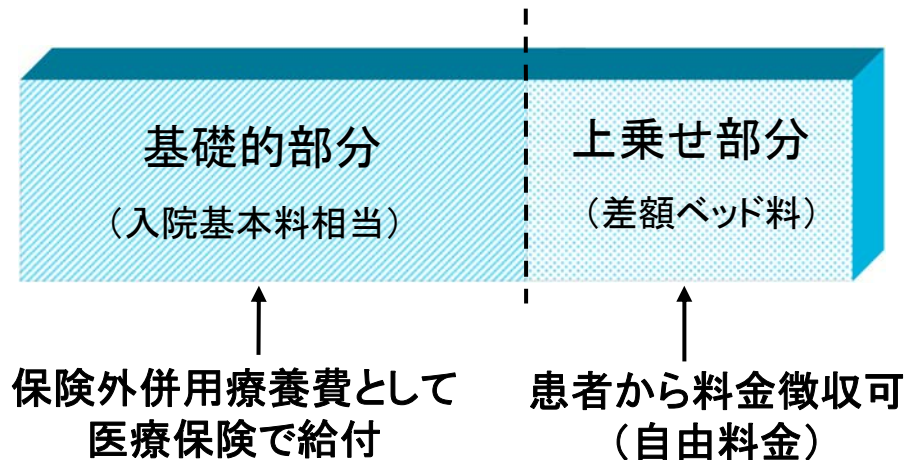 基礎的部分
（入院基本料相当）
上乗せ部分
（差額ベッド料）
保険外併用療養費として
医療保険で給付
患者から料金徴収可
（自由料金）